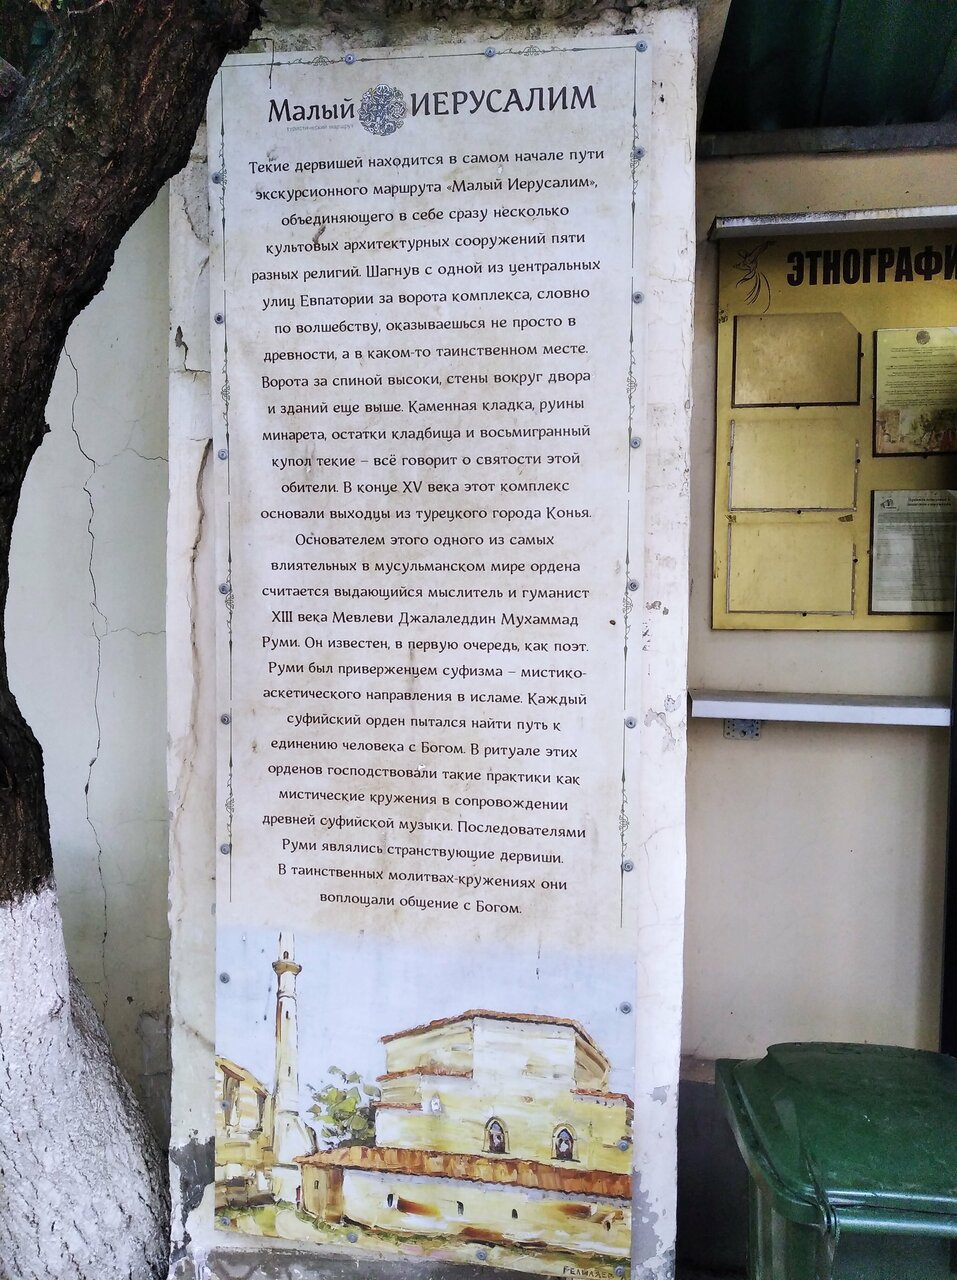 Малый ИЕРУСАЛИМ
туристический маршрут
Текие дервишей находится в самом начале пути
экскурсионного маршрута «Малый Иерусалим»,
объединяющего в себе сразу несколько
культовых архитектурных сооружений пяти
разных религий. Шагнув с одной из центральных
улиц Евпатории за ворота комплекса, словно
по волшебству, оказываешься не просто в
древности, а в каком-то таинственном месте.
Ворота за спиной высоки, стены вокруг двора
и зданий еще выше. Каменная кладка, руины
минарета, остатки кладбища и восьмигранный
купол текие – всё говорит о святости этой
обители. В конце XV века этот комплекс
основали выходцы из турецкого города Конья.
Основателем этого одного из самых
влиятельных в мусульманском мире ордена
считается выдающийся мыслитель и гуманист
XIII века Мевлеви Джалаледдин Мухаммад
Руми. Он известен, в первую очередь, как поэт.
Руми был приверженцем суфизма – мистико-
аскетического направления в исламе. Каждый
суфийский орден пытался найти путь к
единению человека с Богом. В ритуале этих
орденов господствовали такие практики как
мистические кружения в сопровождении
древней суфийской музыки. Последователями
Руми являлись странствующие дервиши.
В таинственных молитвах-кружениях они
воплощали общение с Богом.
ЭТНОГРАФИ